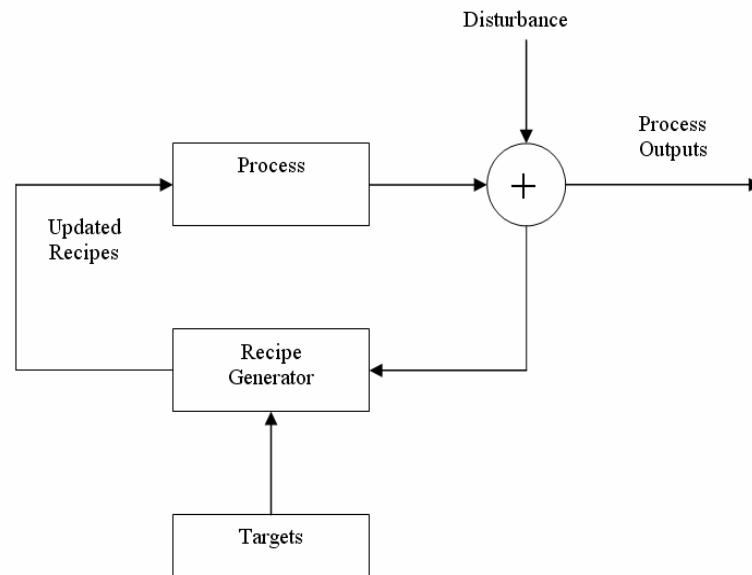 Disturbance
Process
Outputs
Process
+
Updated
Recipes
Recipe
Generator
Targets